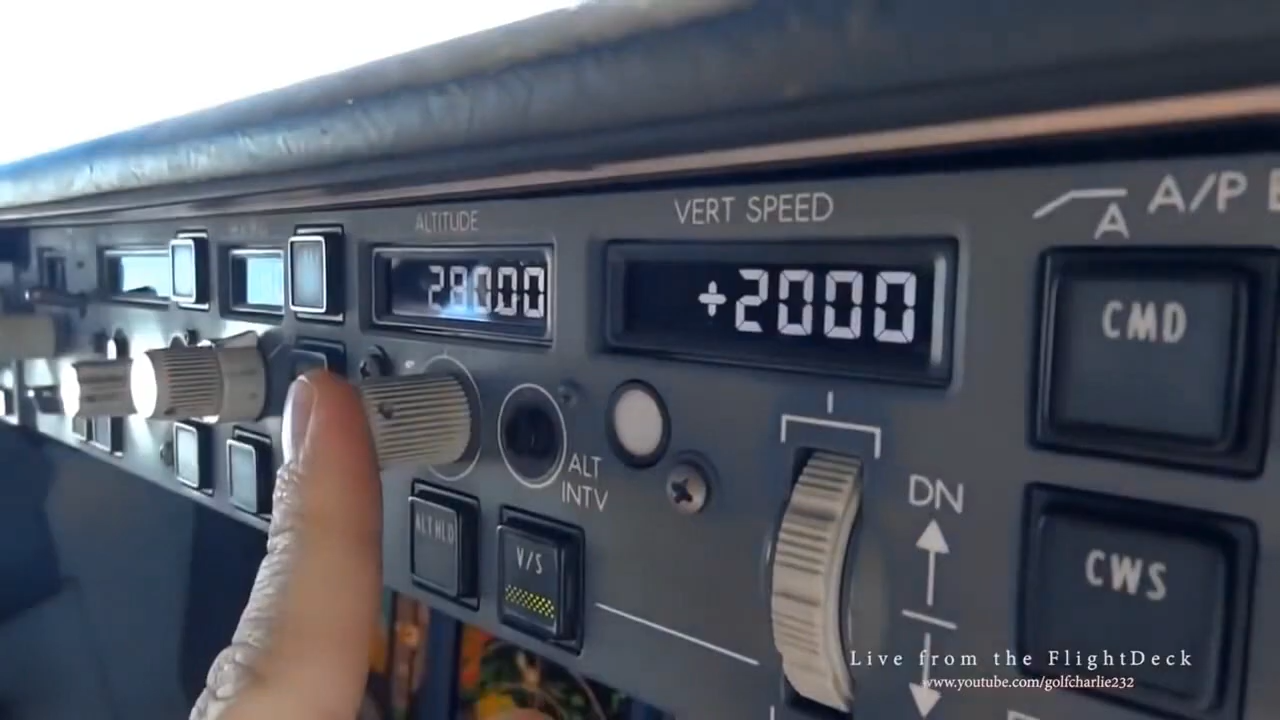 ALTITUDE
VERT SPEED
28000
+2000
A
A/P E
CMD
ALT
INTV
DN
ALT HLD
V/S
CWS
Live from the FlightDeck
www.youtube.com/golfcharlie232